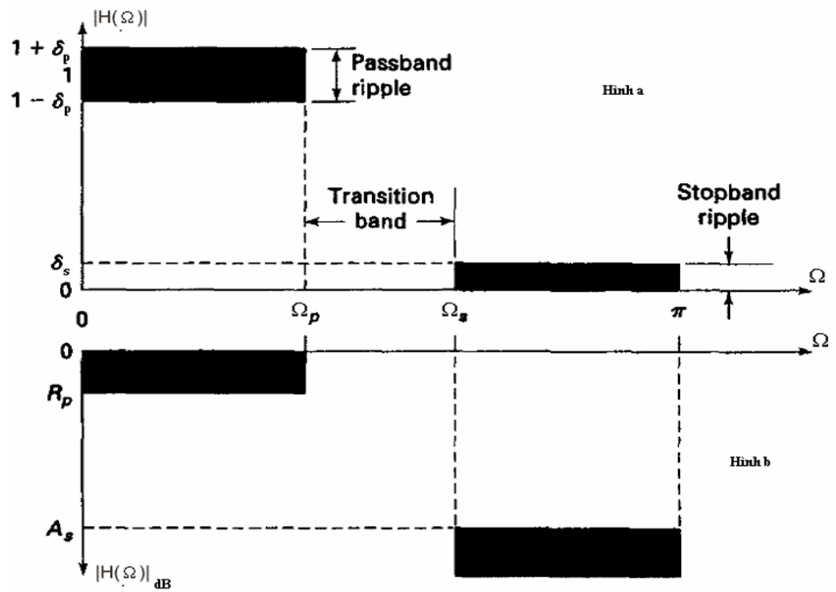 |H(Ω)|
1 + δp
1
1 − δp
Passband
ripple
Hình a
Transition
band
Stopband
ripple
δs
0
Ω
0
Ωp
Ωs
π
0
Ω
Rp
Hình b
As
|H(Ω)| dB